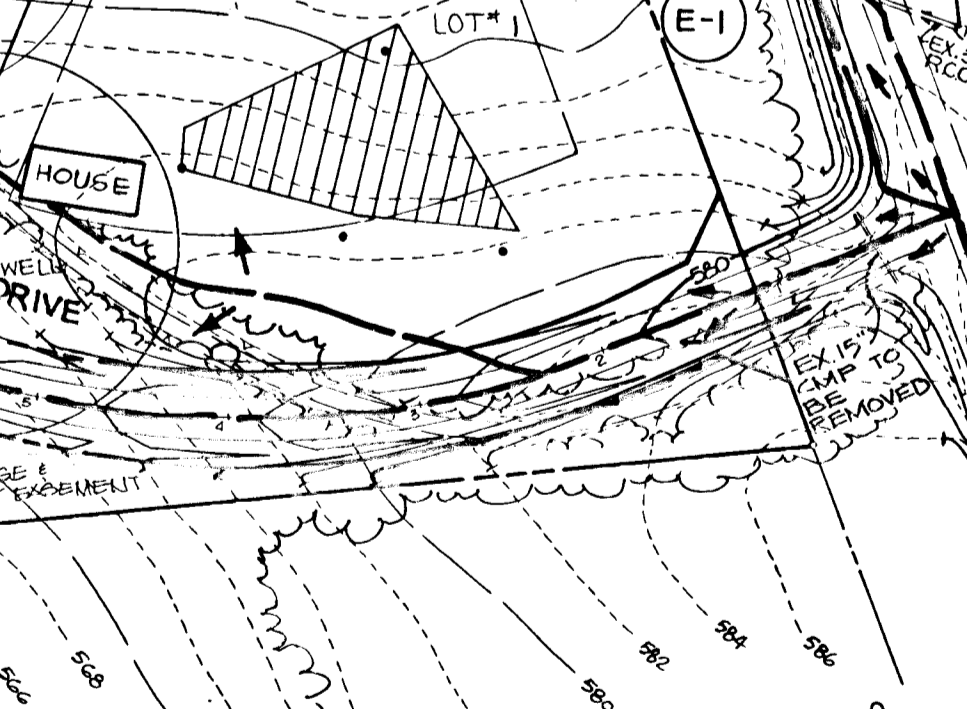 LOT # 1
E-1
HOUSE
WELL
DRIVE
580
EX. 15"
CMP TO
BE
REMOVED
2
3
4
5
EASEMENT
566
568
580
582
584
586